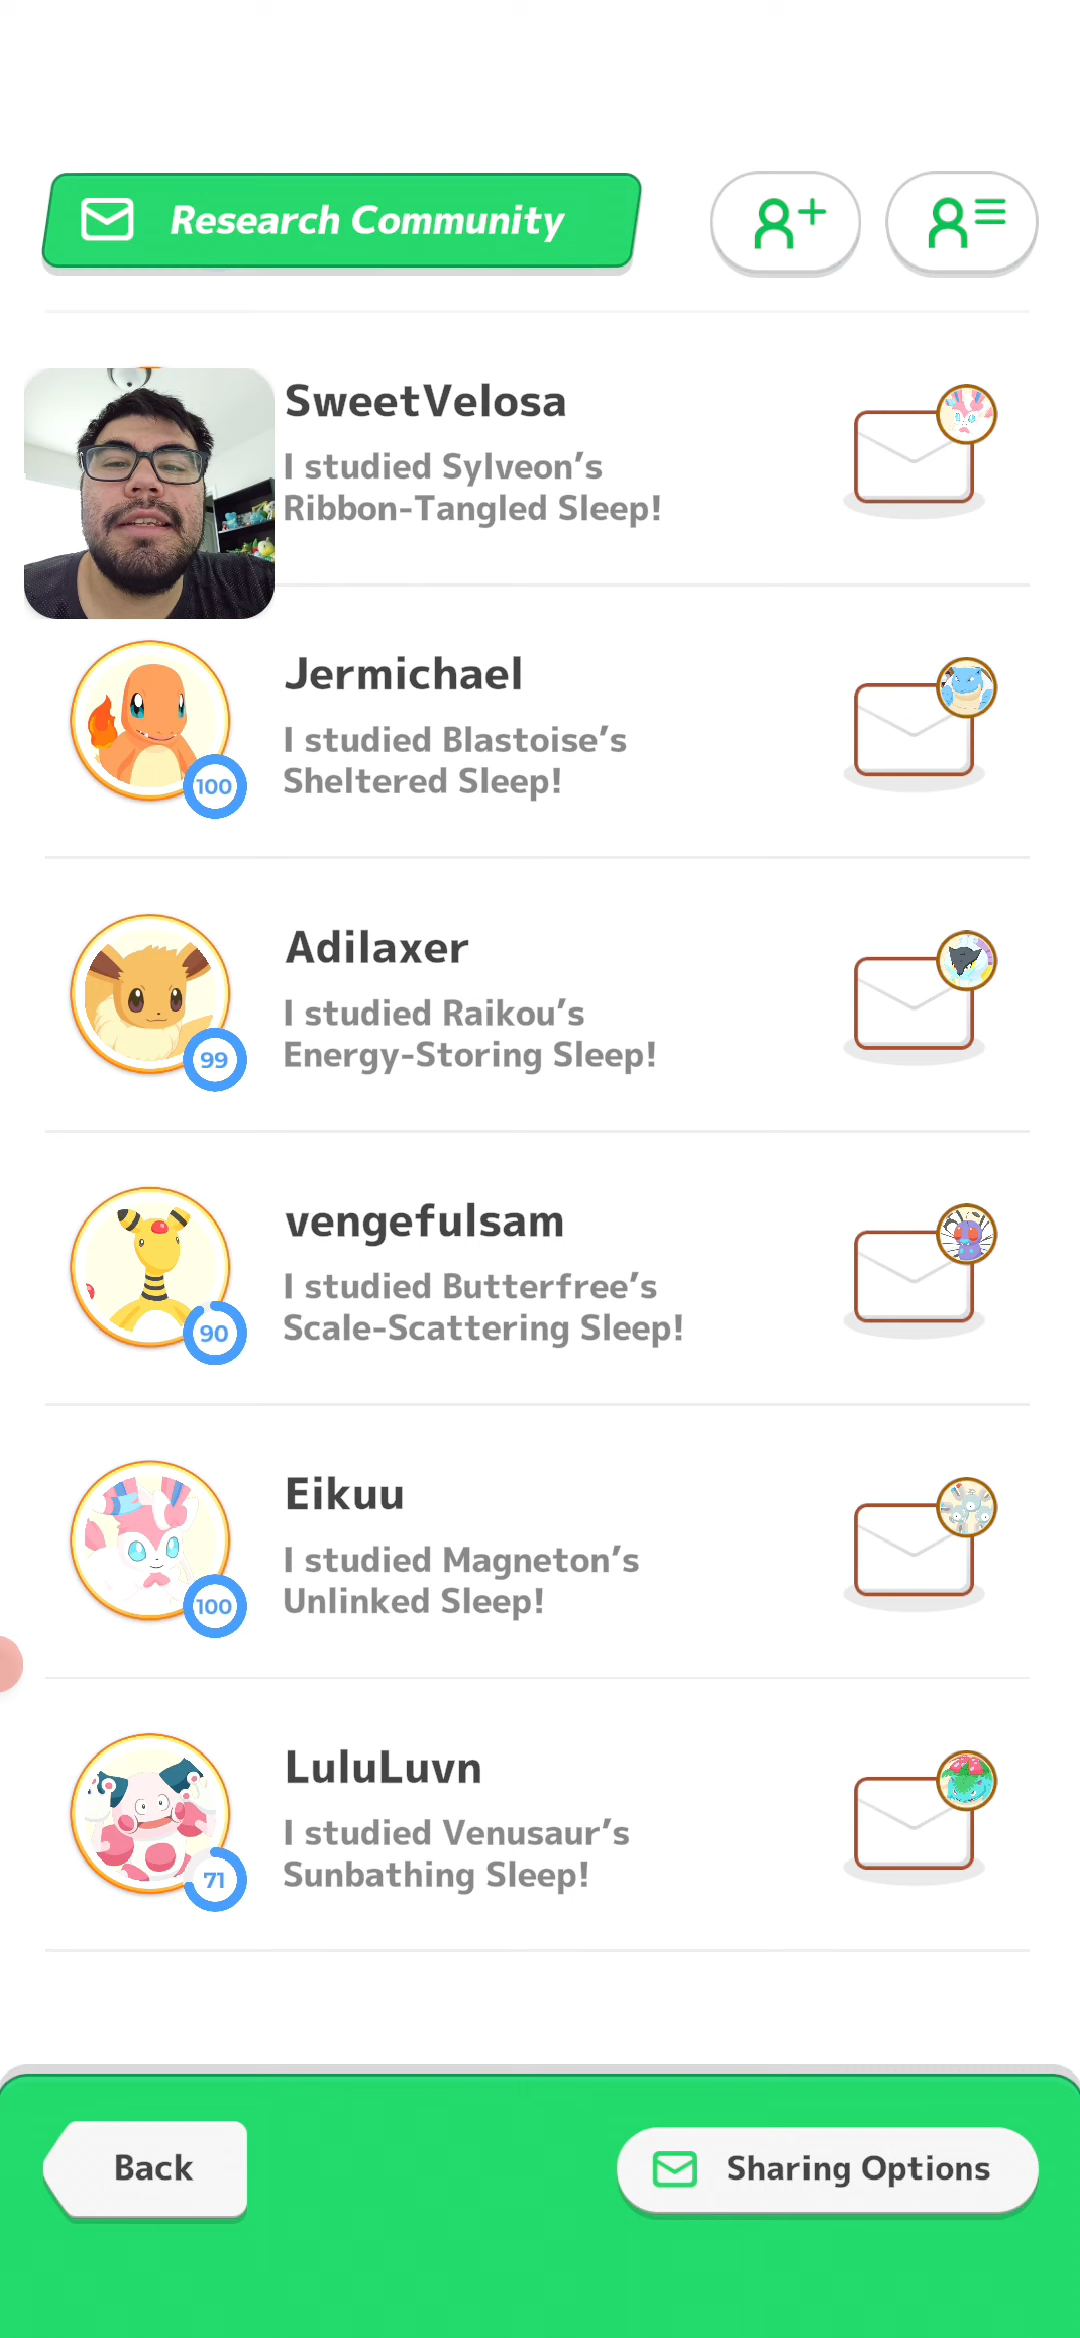 Research Community
SweetVelosa
I studied Sylveon's
Ribbon-Tangled Sleep!
Jermichael
I studied Blastoise's
Sheltered Sleep!
100
Adilaxer
I studied Raikou's
Energy-Storing Sleep!
99
vengefulsam
I studied Butterfree's
Scale-Scattering Sleep!
90
Eikuu
I studied Magneton's
Unlinked Sleep!
100
LuluLuvn
I studied Venusaur's
Sunbathing Sleep!
71
Back
Sharing Options